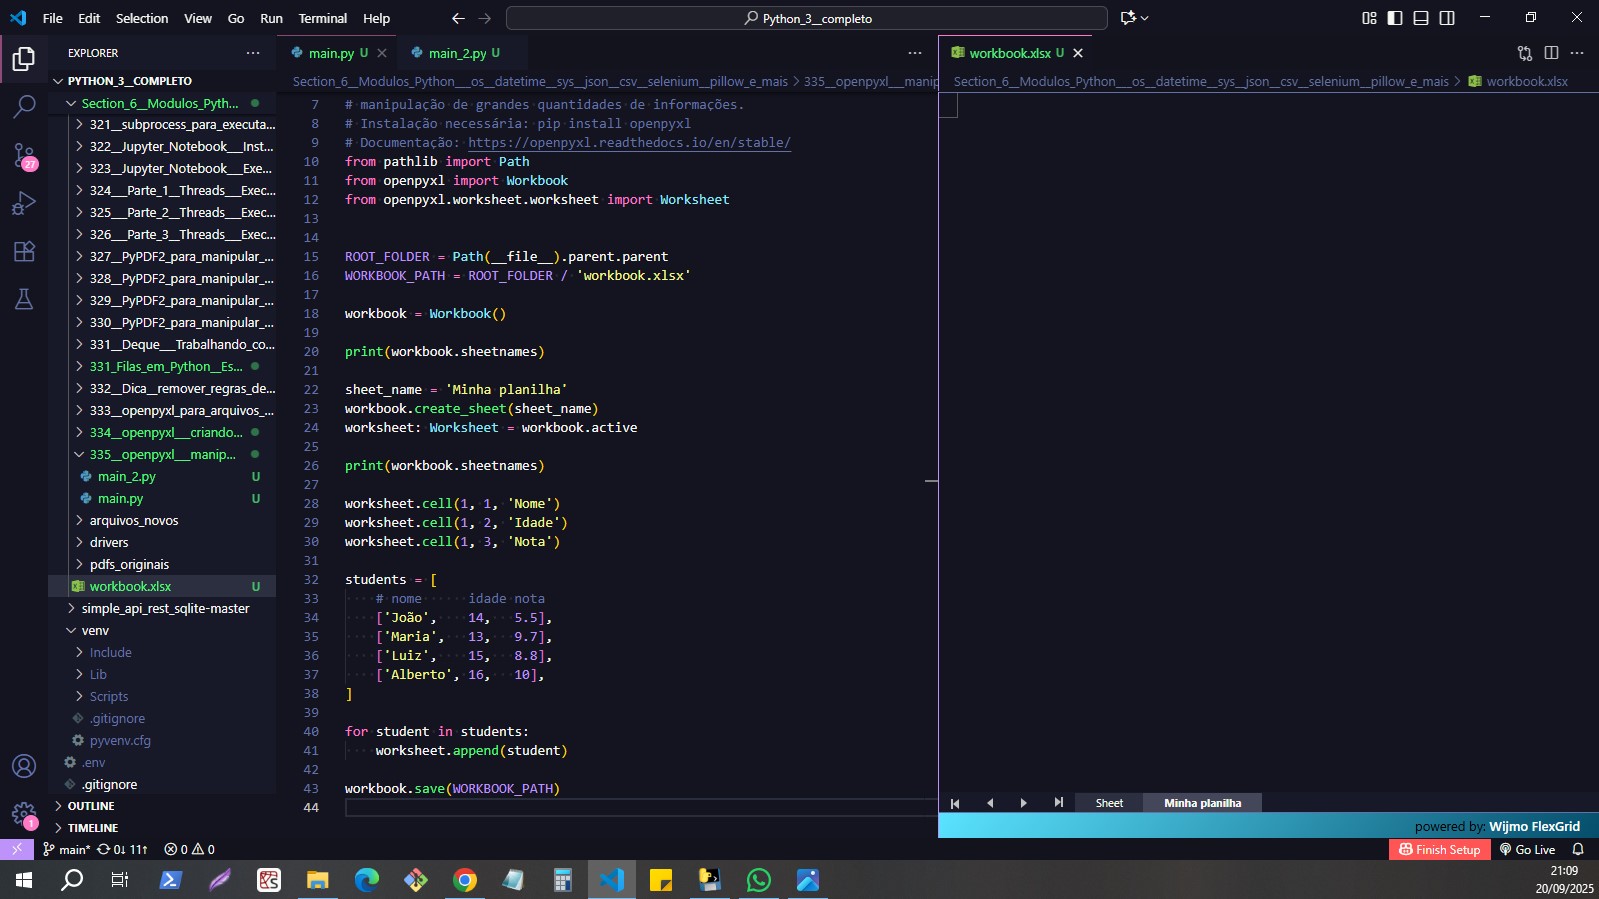 File Edit Selection View Go Run Terminal Help
Python_3__completo
EXPLORER
PYTHON_3__COMPLETO
Section_6__Modulos_Pyth...
321__subprocess_para_executa...
322__Jupyter_Notebook__Inst...
323__Jupyter_Notebook__Exe...
324__Parte_1__Threads__Exec...
325__Parte_2__Threads__Exec...
326__Parte_3__Threads__Exec...
327__PyPDF2_para_manipular_...
328__PyPDF2_para_manipular_...
329__PyPDF2_para_manipular_...
330__PyPDF2_para_manipular_...
331__Deque__Trabalhando_co...
331_Filas_em_Python__Es...
332__Dica__remover_regras_de...
333__openpyxl_para_arquivos_...
334__openpyxl__criando...
335__openpyxl__manip...
main_2.py U
main.py U
arquivos_novos
drivers
pdfs_originais
workbook.xlsx U
simple_api_rest_sqlite-master
venv
Include
Lib
Scripts
.gitignore
pyvenv.cfg
.env
.gitignore
OUTLINE
TIMELINE
27
1
main.py U
main_2.py U
Section_6__Modulos_Python__os__datetime__sys__json__csv__selenium__pillow_e_mais > 335__openpyxl__manip
7 # manipulação de grandes quantidades de informações.
8 # Instalação necessária: pip install openpyxl
9 # Documentação: https://openpyxl.readthedocs.io/en/stable/
10 from pathlib import Path
11 from openpyxl import Workbook
12 from openpyxl.worksheet.worksheet import Worksheet
13
14
15 ROOT_FOLDER = Path(__file__).parent.parent
16 WORKBOOK_PATH = ROOT_FOLDER / 'workbook.xlsx'
17
18 workbook = Workbook()
19
20 print(workbook.sheetnames)
21
22 sheet_name = 'Minha planilha'
23 workbook.create_sheet(sheet_name)
24 worksheet: Worksheet = workbook.active
25
26 print(workbook.sheetnames)
27
28 worksheet.cell(1, 1, 'Nome')
29 worksheet.cell(1, 2, 'Idade')
30 worksheet.cell(1, 3, 'Nota')
31
32 students = [
33 # nome idade nota
34 ['João', 14, 5.5],
35 ['Maria', 13, 9.7],
36 ['Luiz', 15, 8.8],
37 ['Alberto', 16, 10],
38 ]
39
40 for student in students:
41 worksheet.append(student)
42
43 workbook.save(WORKBOOK_PATH)
44
workbook.xlsx U
Section_6__Modulos_Python__os__datetime__sys__json__csv__selenium__pillow_e_mais > workbook.xlsx
Sheet Minha planilha
powered by: Wijmo FlexGrid
main* 0↓ 11↑ 0 0
Finish Setup Go Live
21:09
20/09/2025